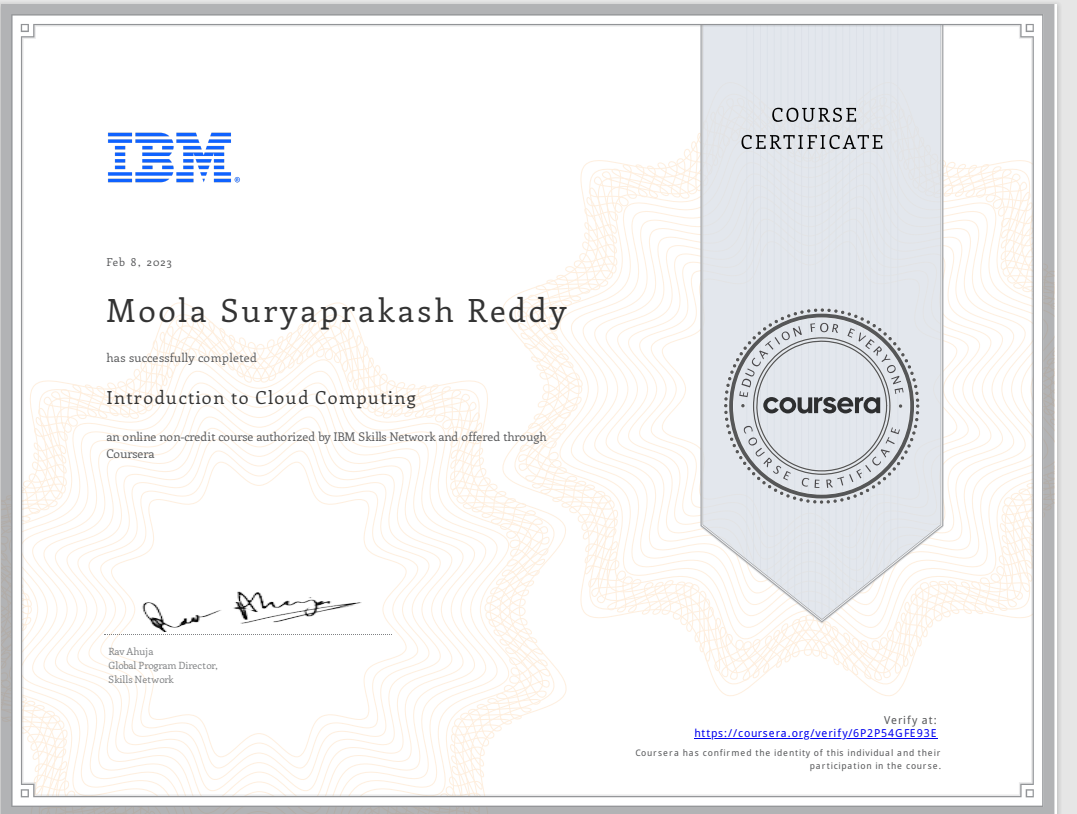 COURSE
CERTIFICATE
IBM®
Feb 8, 2023
Moola Suryaprakash Reddy
has successfully completed
Introduction to Cloud Computing
an online non-credit course authorized by IBM Skills Network and offered through
Coursera
EDUCATION FOR EVERYONE
coursera
COURSE CERTIFICATE
Rav Ahuja
Rav Ahuja
Global Program Director,
Skills Network
Verify at:
https://coursera.org/verify/6P2P54GFE93E
Coursera has confirmed the identity of this individual and their
participation in the course.